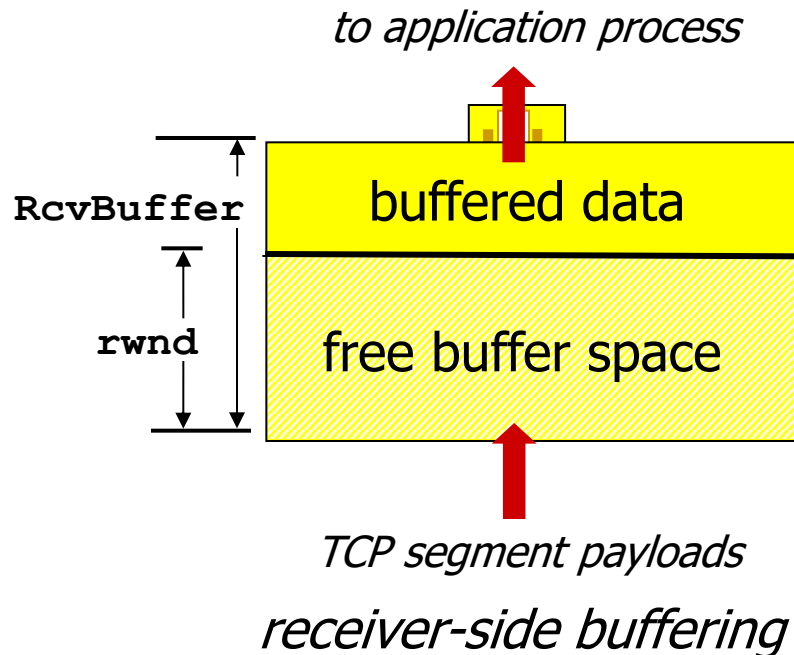 to application process
buffered data
RcvBuffer
rwnd
free buffer space
TCP segment payloads
receiver-side buffering